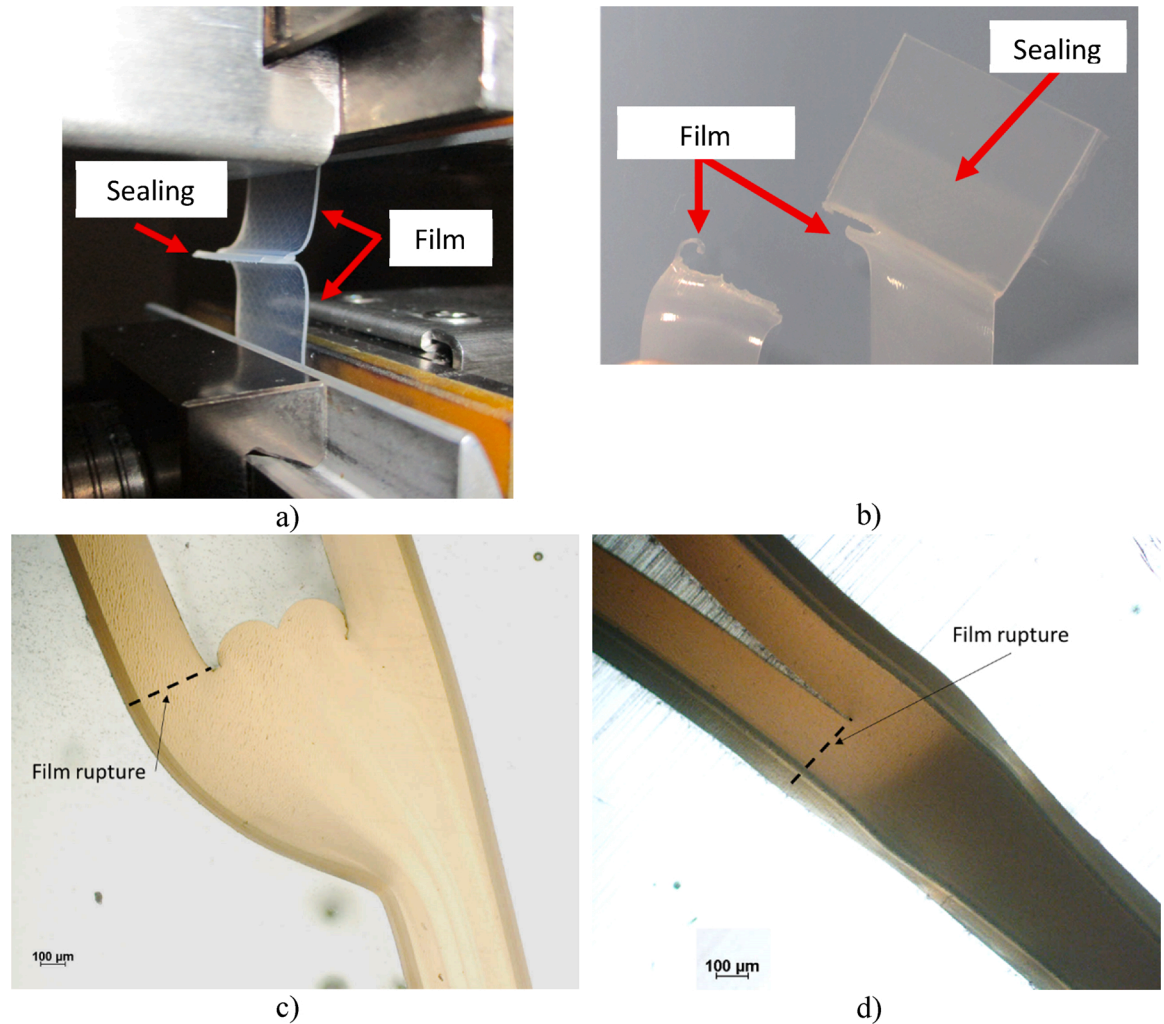 Sealing
Film
a)
Sealing
Film
b)
Film rupture
100 µm
c)
Film rupture
100 µm
d)